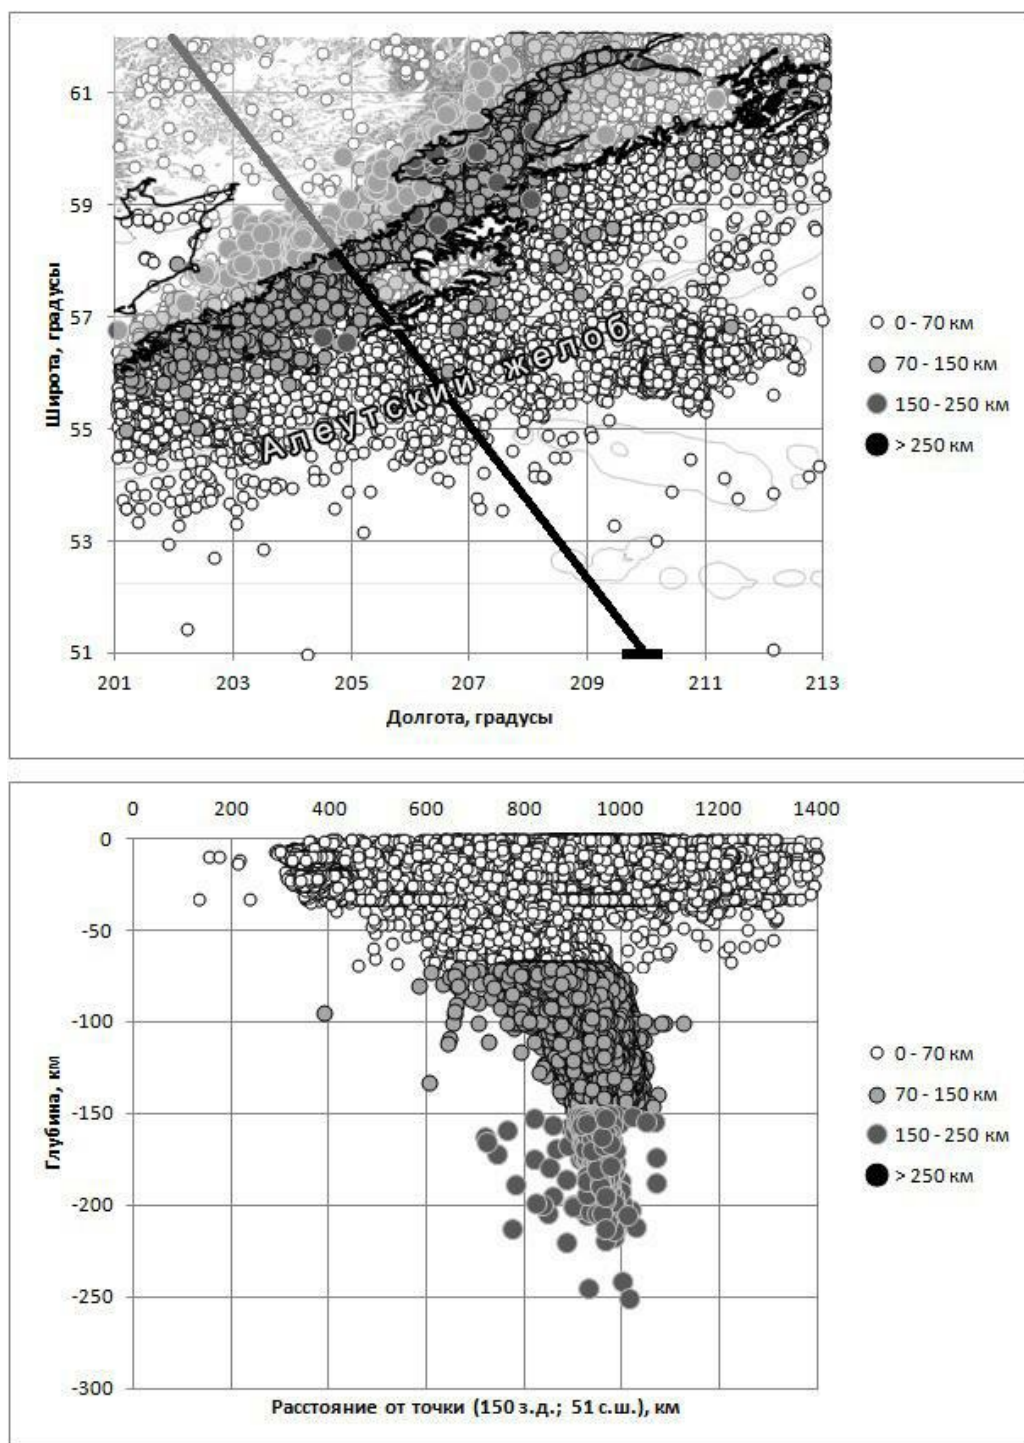 61
59
57
55
53
51
Широта, градусы
Алеутский желоб
201 203 205 207 209 211 213
Долгота, градусы
0 - 70 км
70 - 150 км
150 - 250 км
> 250 км
0 200 400 600 800 1000 1200 1400
0
-50
-100
-150
-200
-250
-300
Глубина, км
0 - 70 км
70 - 150 км
150 - 250 км
> 250 км
Расстояние от точки (150 з.д.; 51 с.ш.), км